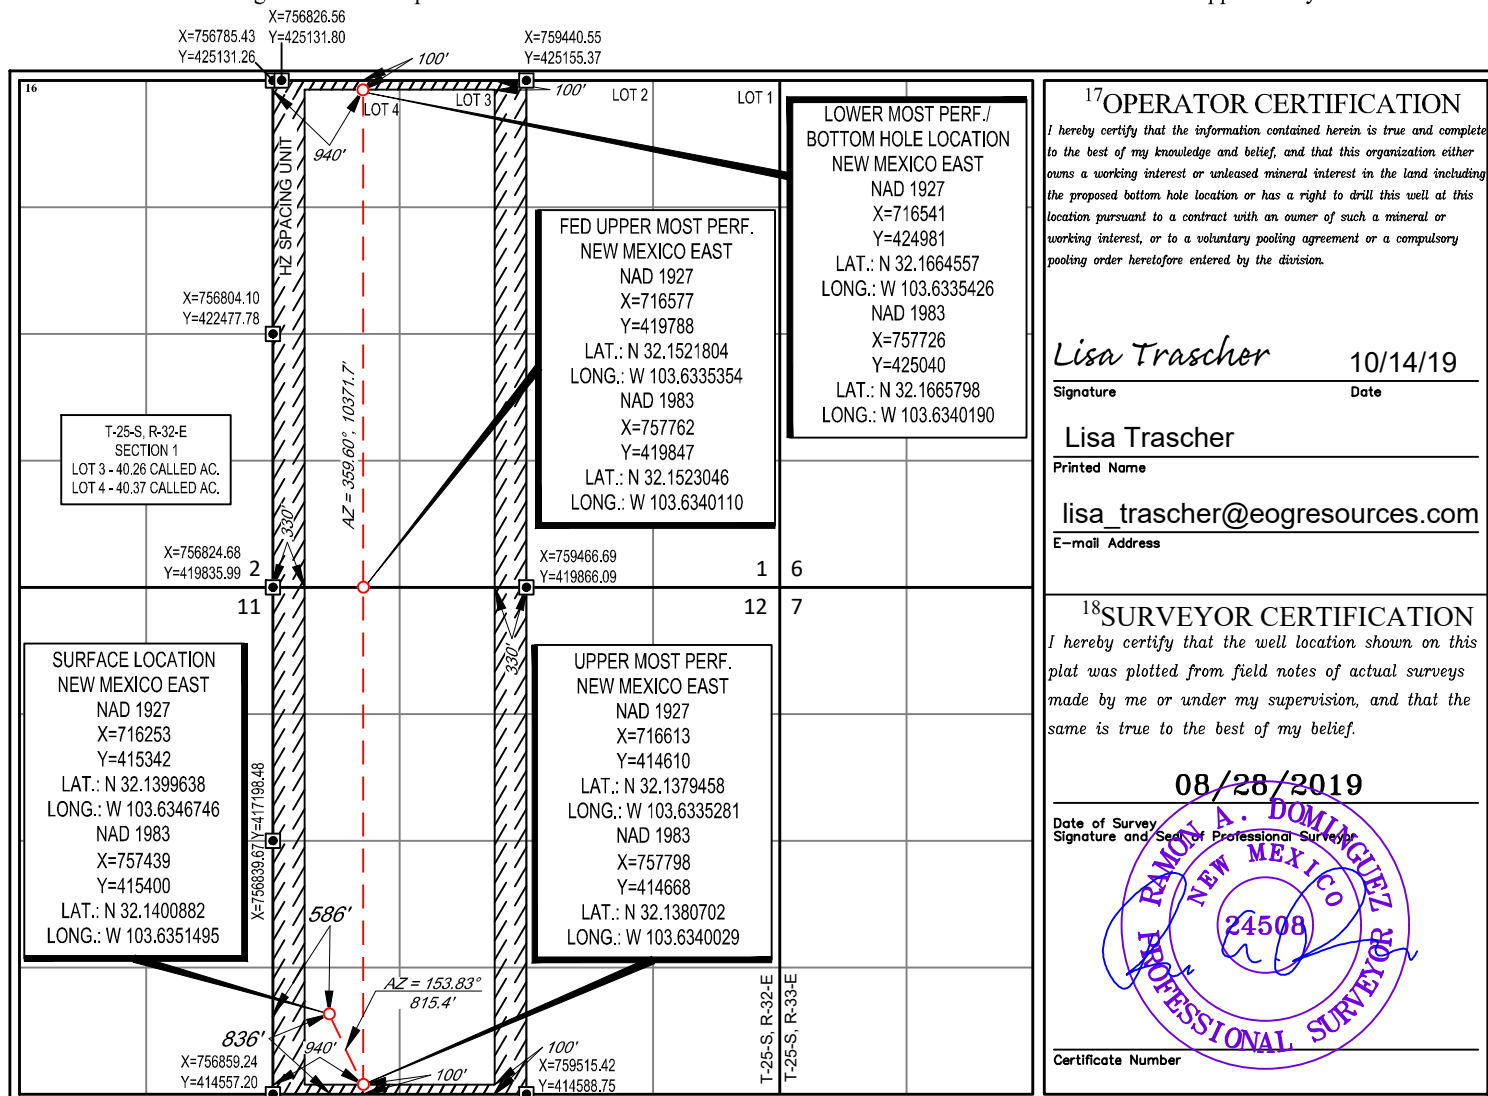 X=756826.56
X=756785.43 Y=425131.80
Y=425131.26
X=759440.55
Y=425155.37
100'
16
LOT 4
LOT 3
100'
LOT 2
LOT 1
940'
HZ SPACING UNIT
LOWER MOST PERF./
BOTTOM HOLE LOCATION
NEW MEXICO EAST
NAD 1927
X=716541
Y=424981
LAT.: N 32.1664557
LONG.: W 103.6335426
NAD 1983
X=757726
Y=425040
LAT.: N 32.1665798
LONG.: W 103.6340190
FED UPPER MOST PERF.
NEW MEXICO EAST
NAD 1927
X=716577
Y=419788
LAT.: N 32.1521804
LONG.: W 103.6335354
NAD 1983
X=757762
Y=419847
LAT.: N 32.1523046
LONG.: W 103.6340110
X=756804.10
Y=422477.78
T-25-S, R-32-E
SECTION 1
LOT 3 - 40.26 CALLED AC.
LOT 4 - 40.37 CALLED AC.
AZ = 359.60°, 10371.7'
330'
X=756824.68
Y=419835.99
2
11
X=759466.69
Y=419866.09
1 6
12 7
330'
SURFACE LOCATION
NEW MEXICO EAST
NAD 1927
X=716253
Y=415342
LAT.: N 32.1399638
LONG.: W 103.6346746
NAD 1983
X=757439
Y=415400
LAT.: N 32.1400882
LONG.: W 103.6351495
X=756839.67 Y=417198.48
UPPER MOST PERF.
NEW MEXICO EAST
NAD 1927
X=716613
Y=414610
LAT.: N 32.1379458
LONG.: W 103.6335281
NAD 1983
X=757798
Y=414668
LAT.: N 32.1380702
LONG.: W 103.6340029
586'
AZ = 153.83°
815.4'
836'
940'
X=756859.24
Y=414557.20
100'
100'
X=759515.42
Y=414588.75
T-25-S, R-32-E
T-25-S, R-33-E
17 OPERATOR CERTIFICATION
I hereby certify that the information contained herein is true and complete
to the best of my knowledge and belief, and that this organization either
owns a working interest or unleased mineral interest in the land including
the proposed bottom hole location or has a right to drill this well at this
location pursuant to a contract with an owner of such a mineral or
working interest, or to a voluntary pooling agreement or a compulsory
pooling order heretofore entered by the division.
Lisa Trascher 10/14/19
Signature Date
Lisa Trascher
Printed Name
lisa_trascher@eogresources.com
E-mail Address
18 SURVEYOR CERTIFICATION
I hereby certify that the well location shown on this
plat was plotted from field notes of actual surveys
made by me or under my supervision, and that the
same is true to the best of my belief.
08/28/2019
Date of Survey
Signature and Seal of Professional Surveyor
RAMON A. DOMINGUEZ
NEW MEXICO
24508
PROFESSIONAL SURVEYOR
Certificate Number